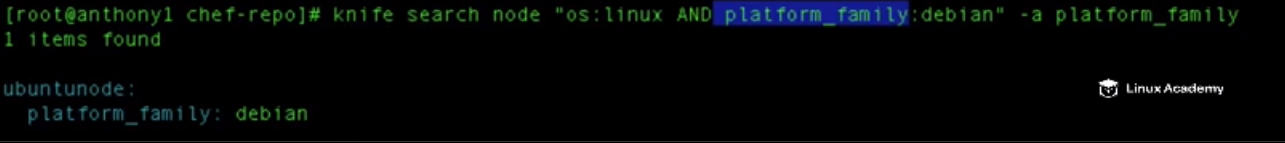 [root@anthony1 chef-repo]# knife search node "os:linux AND platform_family:debian" -a platform_family
1 items found
ubuntunode:
Linux Academy
platform_family: debian